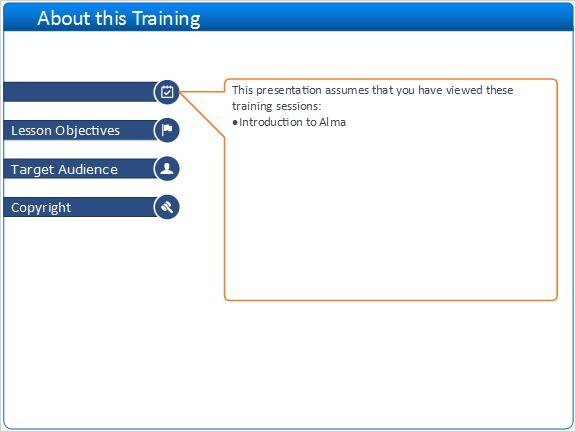 About this Training
This presentation assumes that you have viewed these
training sessions:
●Introduction to Alma
Lesson Objectives
Target Audience
Copyright